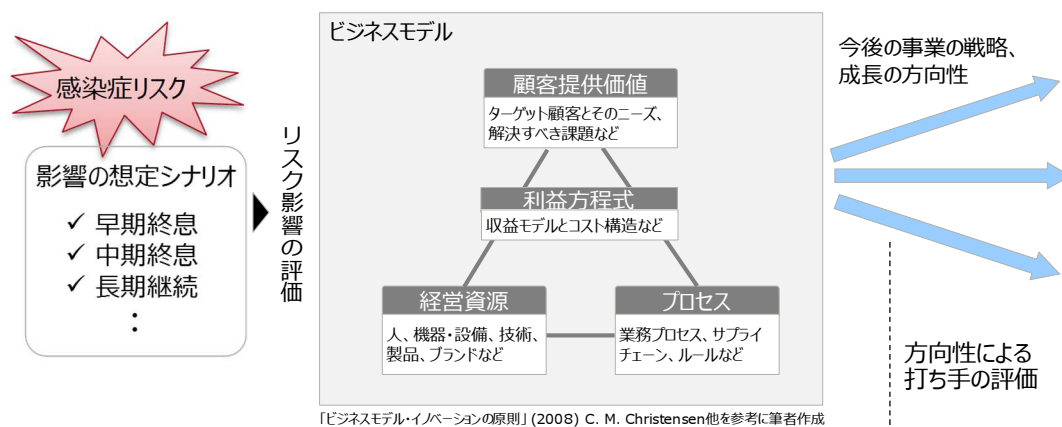 感染症リスク
影響の想定シナリオ
✓ 早期終息
✓ 中期終息
✓ 長期継続
：
リスク影響の評価
ビジネスモデル
顧客提供価値
ターゲット顧客とそのニーズ、
解決すべき課題など
利益方程式
収益モデルとコスト構造など
経営資源
人、機器・設備、技術、
製品、ブランドなど
プロセス
業務プロセス、サプライ
チェーン、ルールなど
「ビジネスモデル・イノベーションの原則」(2008) C. M. Christensen他を参考に筆者作成
今後の事業の戦略、
成長の方向性
方向性による
打ち手の評価